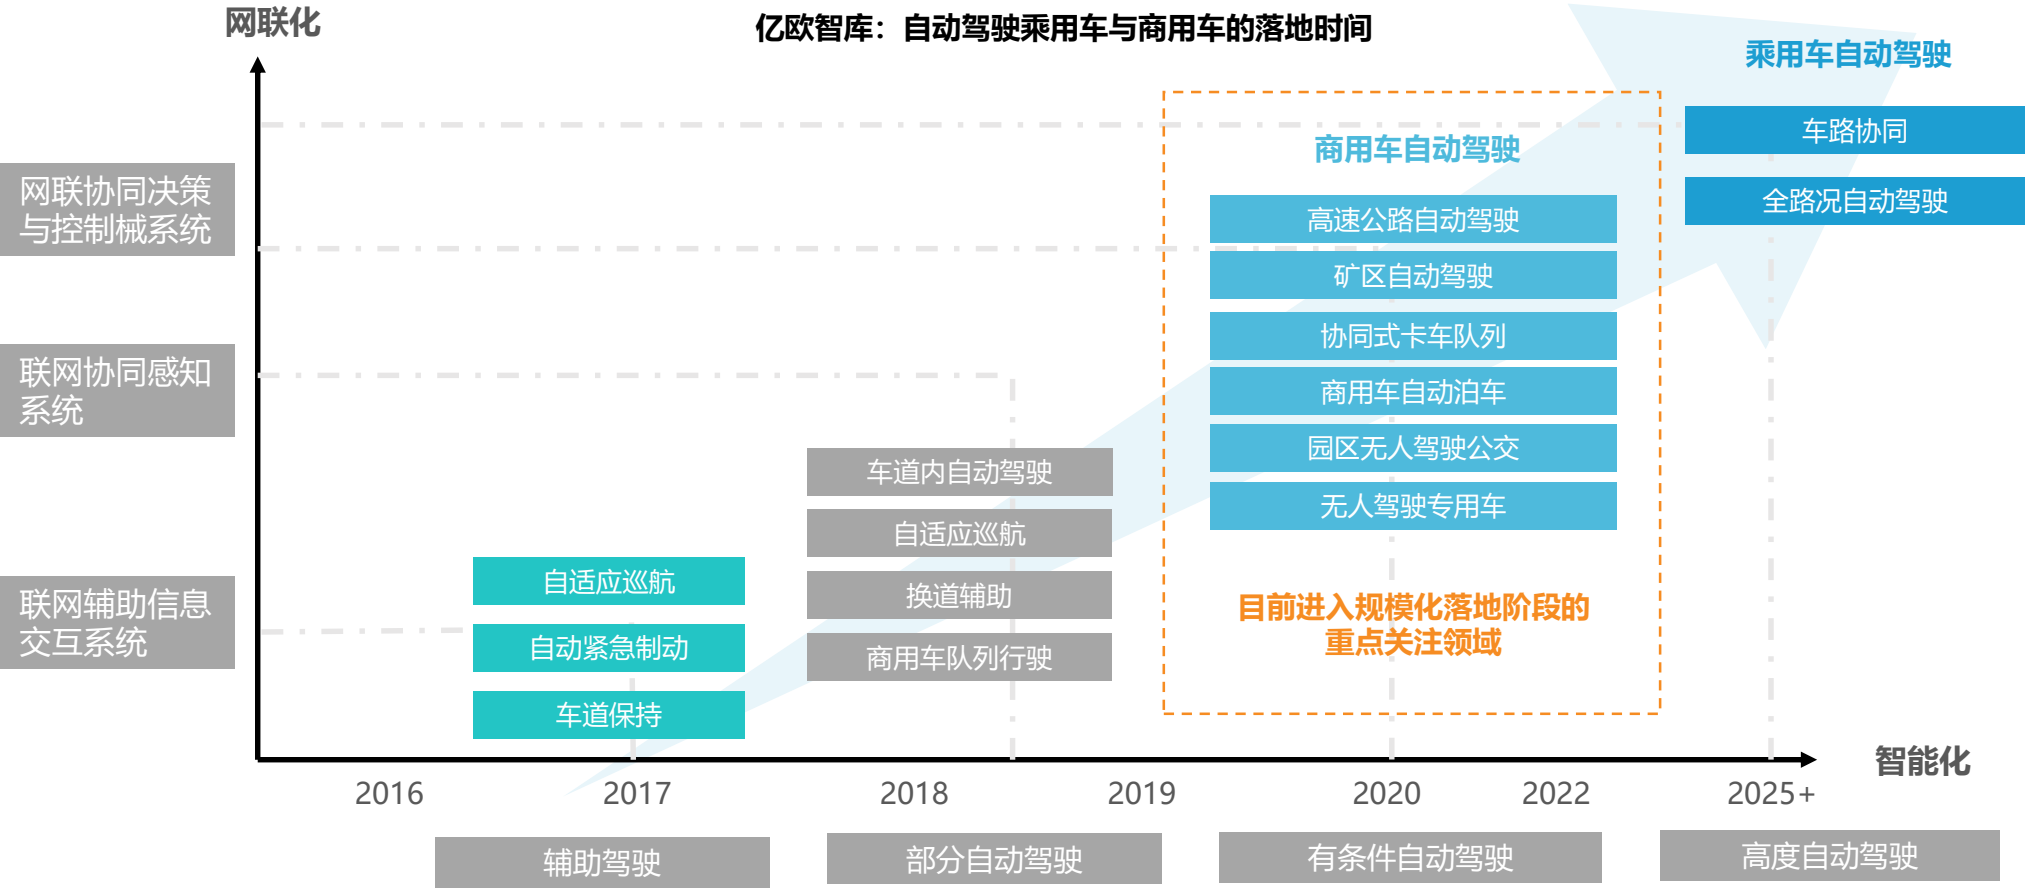 网联化
亿欧智库：自动驾驶乘用车与商用车的落地时间
乘用车自动驾驶
车路协同
全路况自动驾驶
商用车自动驾驶
高速公路自动驾驶
矿区自动驾驶
协同式卡车队列
商用车自动泊车
园区无人驾驶公交
无人驾驶专用车
目前进入规模化落地阶段的
重点关注领域
网联协同决策
与控制械系统
联网协同感知
系统
联网辅助信息
交互系统
车道内自动驾驶
自适应巡航
换道辅助
商用车队列行驶
自适应巡航
自动紧急制动
车道保持
智能化
2016
2017
2018
2019
2020
2022
2025+
辅助驾驶
部分自动驾驶
有条件自动驾驶
高度自动驾驶